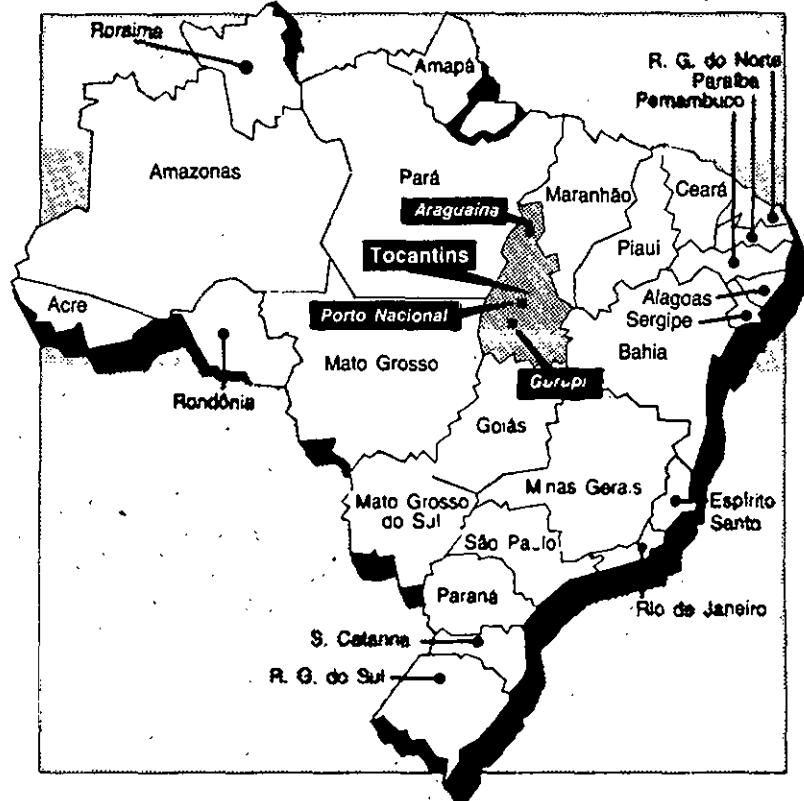 Roraima
Amapá
R. G. do Norte
Paraíba
Pernambuco
Amazonas
Pará
Maranhão
Ceará
Araguaína
Tocantins
Piauí
Acre
Porto Nacional
Alagoas
Sergipe
Mato Grosso
Bahia
Gurupi
Rondônia
Goiás
Minas Gerais
Mato Grosso
do Sul
Espírito
Santo
São Paulo
Paraná
Rio de Janeiro
S. Catarina
R. G. do Sul